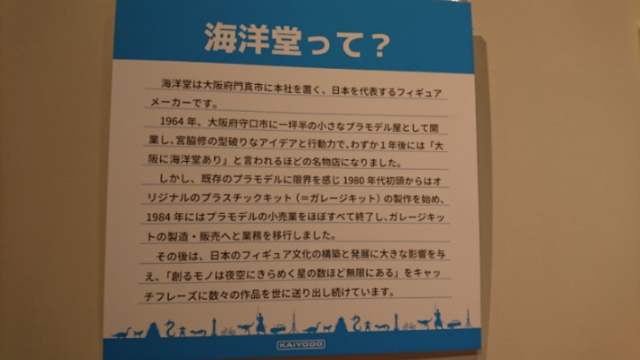 海洋堂って？
海洋堂は大阪府門真市に本社を置く、日本を代表するフィギュア
メーカーです。
1964年、大阪府守口市に一坪半の小さなプラモデル屋として開
業し、宮脇修の型破りなアイデアと行動力で、わずか1年後には「大
阪に海洋堂あり」と言われるほどの名物店になりました。
しかし、既存のプラモデルに限界を感じ1980年代初頭からはオ
リジナルのプラスチックキット（＝ガレージキット）の製作を始め、
1984年にはプラモデルの小売業をほぼすべて終了し、ガレージキッ
トの製造・販売へと業務を移行しました。
その後は、日本のフィギュア文化の構築と発展に大きな影響を与
え、「創るモノは夜空にきらめく星の数ほど無限にある」をキャッ
チフレーズに数々の作品を世に送り出し続けています。
KAIYODO